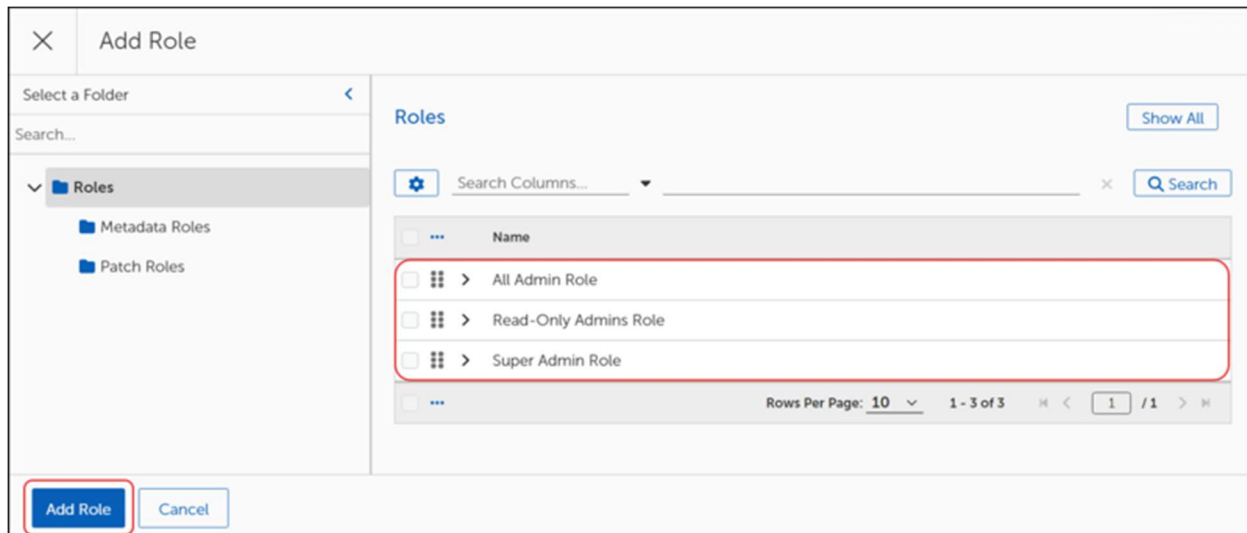 Add Role
Select a Folder
Search...
Roles
Metadata Roles
Patch Roles
Roles
Show All
Search Columns...
Search
Name
All Admin Role
Read-Only Admins Role
Super Admin Role
Rows Per Page: 10 1 - 3 of 3 1 / 1
Add Role Cancel